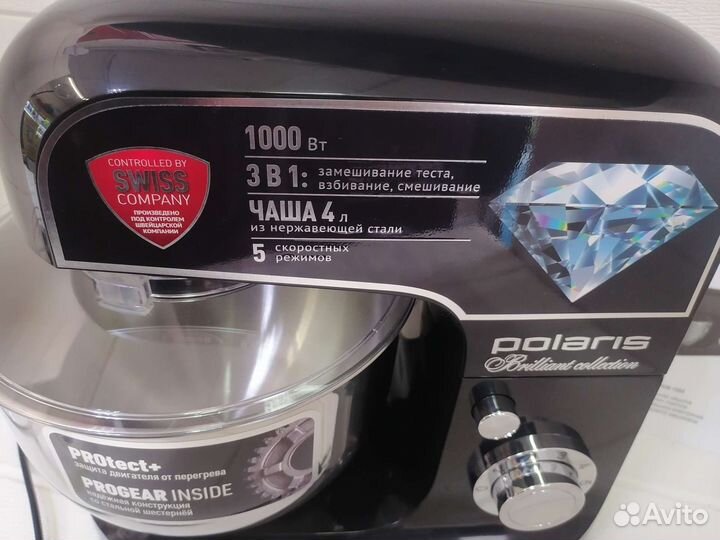 CONTROLLED BY
SWISS
COMPANY
ПРОИЗВЕДЕНО
ПОД КОНТРОЛЕМ
ШВЕЙЦАРСКОЙ
КОМПАНИИ
1000 Вт
3 В 1: замешивание теста,
взбивание, смешивание
ЧАША 4 л
из нержавеющей стали
5 скоростных
режимов
polaris
Brilliant collection
PROtect+
защита двигателя от перегрева
PROGEAR INSIDE
надёжная конструкция
со стальной шестернёй
Avito